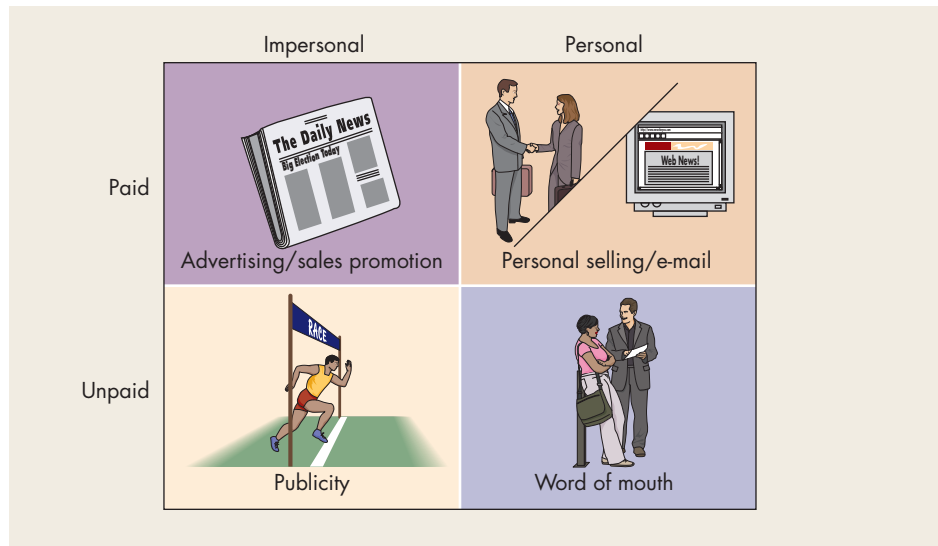 Impersonal
Personal
Paid
The Daily News
Big Election Today
Web News!
Advertising/sales promotion
Personal selling/e-mail
Unpaid
RACE
Publicity
Word of mouth